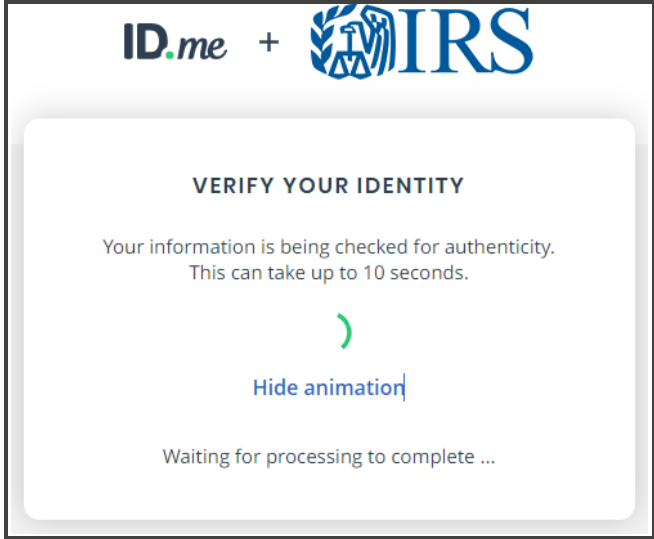 ID.me + IRS
VERIFY YOUR IDENTITY
Your information is being checked for authenticity.
This can take up to 10 seconds.
Hide animation
Waiting for processing to complete ...